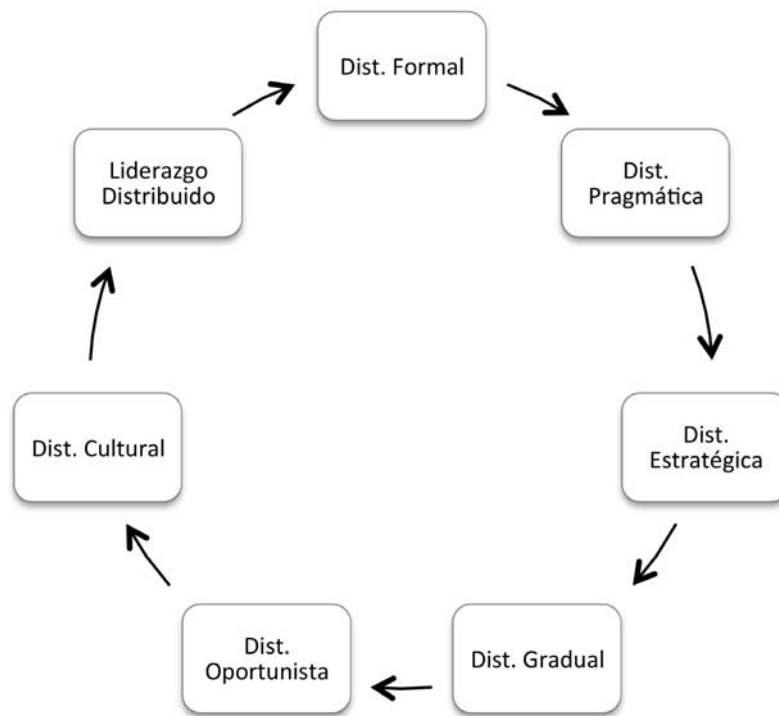 Dist. Formal
Dist.
Pragmática
Dist.
Estratégica
Dist. Gradual
Dist.
Oportunista
Dist. Cultural
Liderazgo
Distribuido